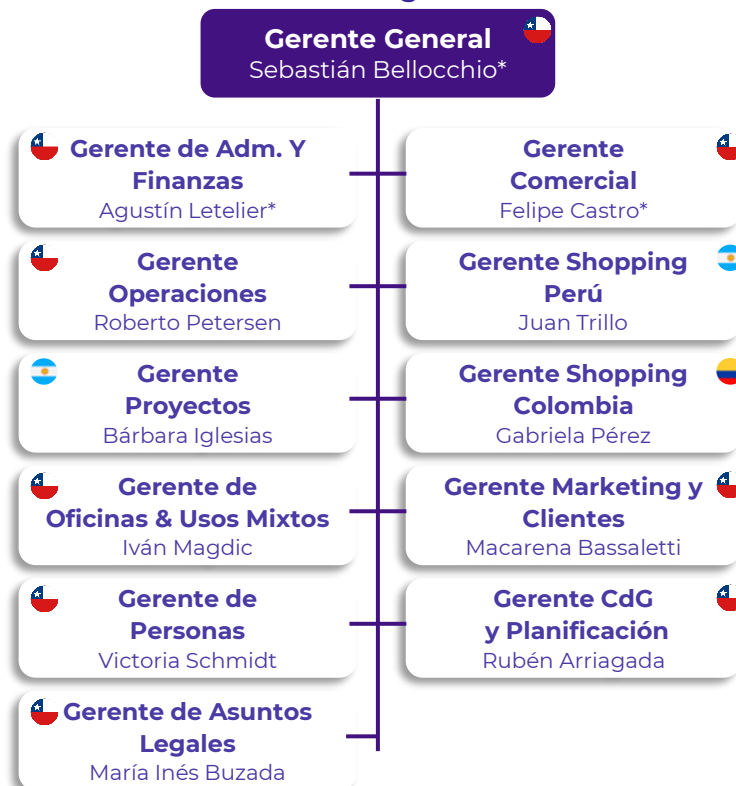 Gerente General
Sebastián Bellocchio*
Gerente de Adm. Y
Finanzas
Agustín Letelier*
Gerente
Comercial
Felipe Castro*
Gerente
Operaciones
Roberto Petersen
Gerente Shopping
Perú
Juan Trillo
Gerente
Proyectos
Bárbara Iglesias
Gerente Shopping
Colombia
Gabriela Pérez
Gerente de
Oficinas & Usos Mixtos
Iván Magdic
Gerente Marketing y
Clientes
Macarena Bassaletti
Gerente de
Personas
Victoria Schmidt
Gerente CdG
y Planificación
Rubén Arriagada
Gerente de Asuntos
Legales
María Inés Buzada